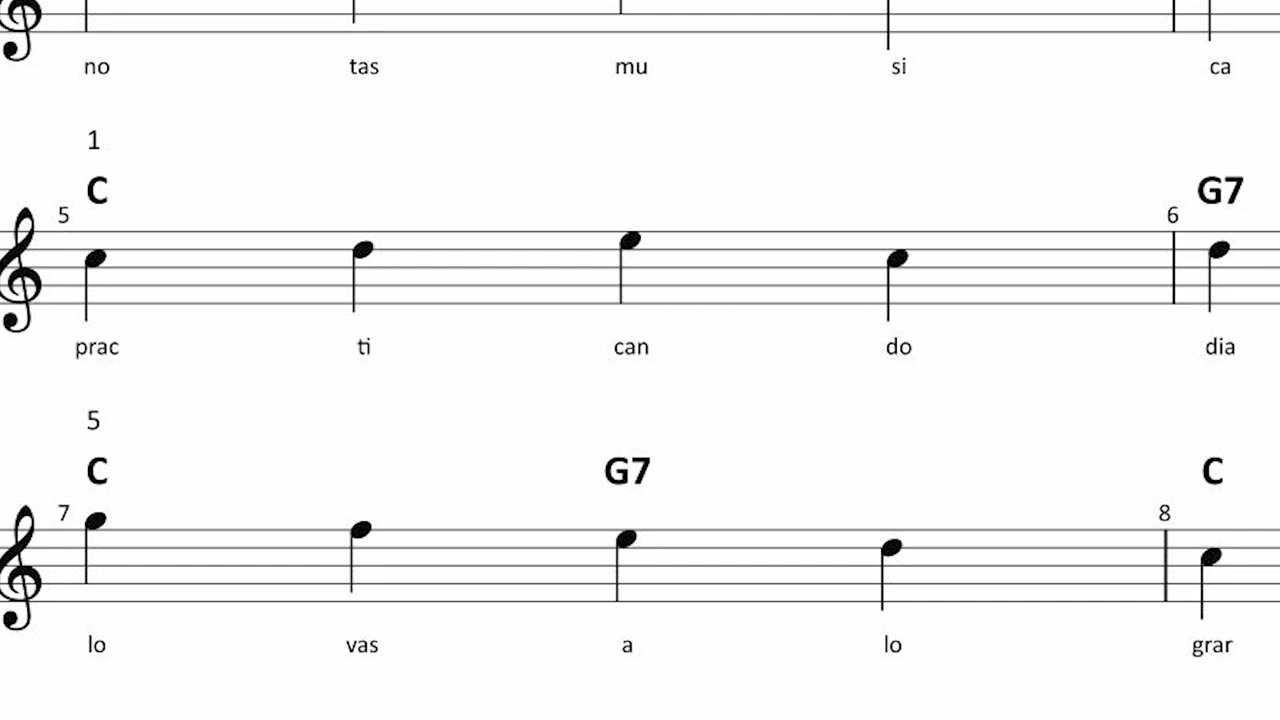 no tas mu si ca
1
C G7
5 6
prac ti can do dia
5
C G7 C
7 8
lo vas a lo grar